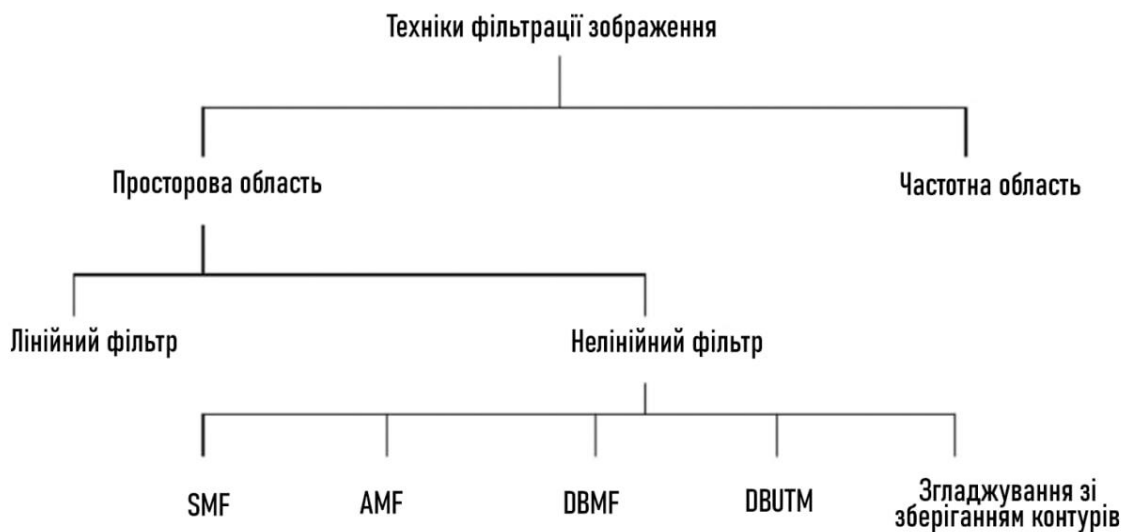 Техніки фільтрації зображення
Просторова область
Частотна область
Лінійний фільтр
Нелінійний фільтр
SMF
AMF
DBMF
DBUTM
Згладжування зі
зберіганням контурів